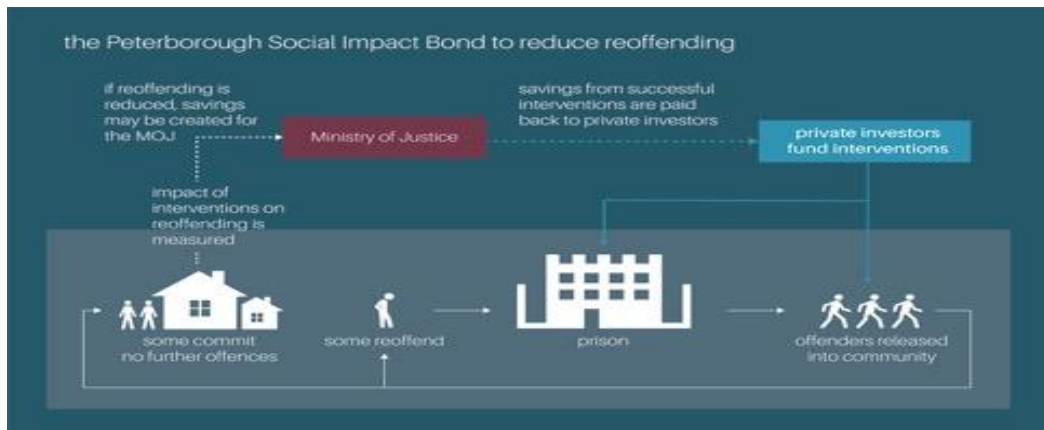 the Peterborough Social Impact Bond to reduce reoffending
if reoffending is
reduced, savings
may be created for
the MOJ
savings from successful
interventions are paid
back to private investors
Ministry of Justice
private investors
fund interventions
impact of
interventions on
reoffending is
measured
some commit
no further offences
some reoffend
prison
offenders released
into community